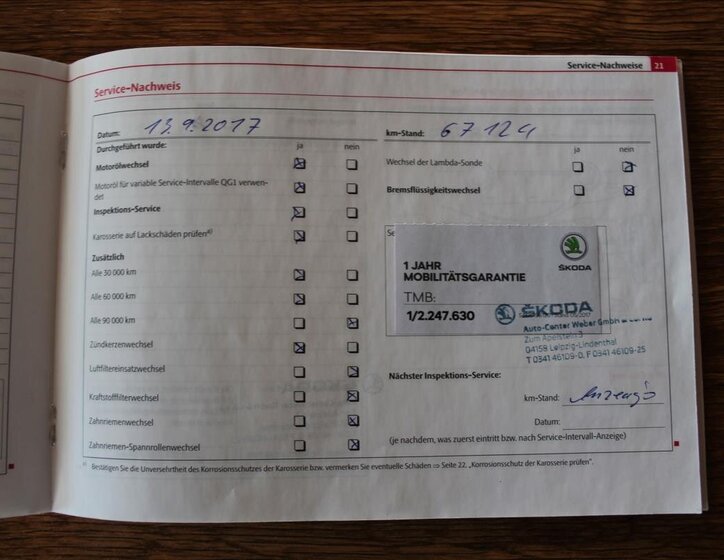 Service-Nachweise 21
Service-Nachweis
Datum: 13.9.2017
Durchgeführt wurde: ja nein
Motorölwechsel
Motoröl für variable Service-Intervalle QG1 verwen-
det
Inspektions-Service
Karosserie auf Lackschäden prüfen a)
Zusätzlich
Alle 30 000 km
Alle 60 000 km
Alle 90 000 km
Zündkerzenwechsel
Luftfiltereinsatzwechsel
Kraftstofffilterwechsel
Zahnriemenwechsel
Zahnriemen-Spannrollenwechsel
km-Stand: 67124
ja nein
Wechsel der Lambda-Sonde
Bremsflüssigkeitswechsel
Se
1 JAHR
MOBILITÄTSGARANTIE
TMB:
1/2.247.630
ŠKODA
ŠKODA
Auto-Center Weber GmbH
Zum Apelstein 3
04158 Leipzig-Lindenthal
T 0341 46109-0, F 0341 46109-25
Nächster Inspektions-Service:
km-Stand: Anzeige
Datum:
(je nachdem, was zuerst eintritt bzw. nach Service-Intervall-Anzeige)
a) Bestätigen Sie die Unversehrtheit des Korrosionsschutzes der Karosserie bzw. vermerken Sie eventuelle Schäden ⇒ Seite 22, „Korrosionsschutz der Karosserie prüfen".